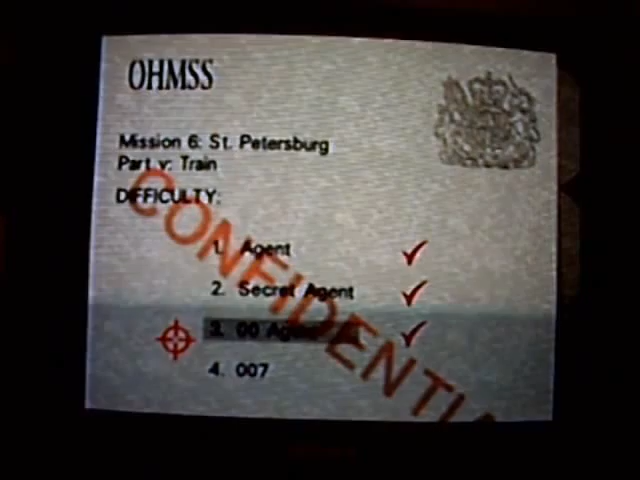 OHMSS
Mission 6: St. Petersburg
Part v: Train
DIFFICULTY:
CONFIDENTI
1. Agent
2. Secret Agent
3. 00 Agent
4. 007